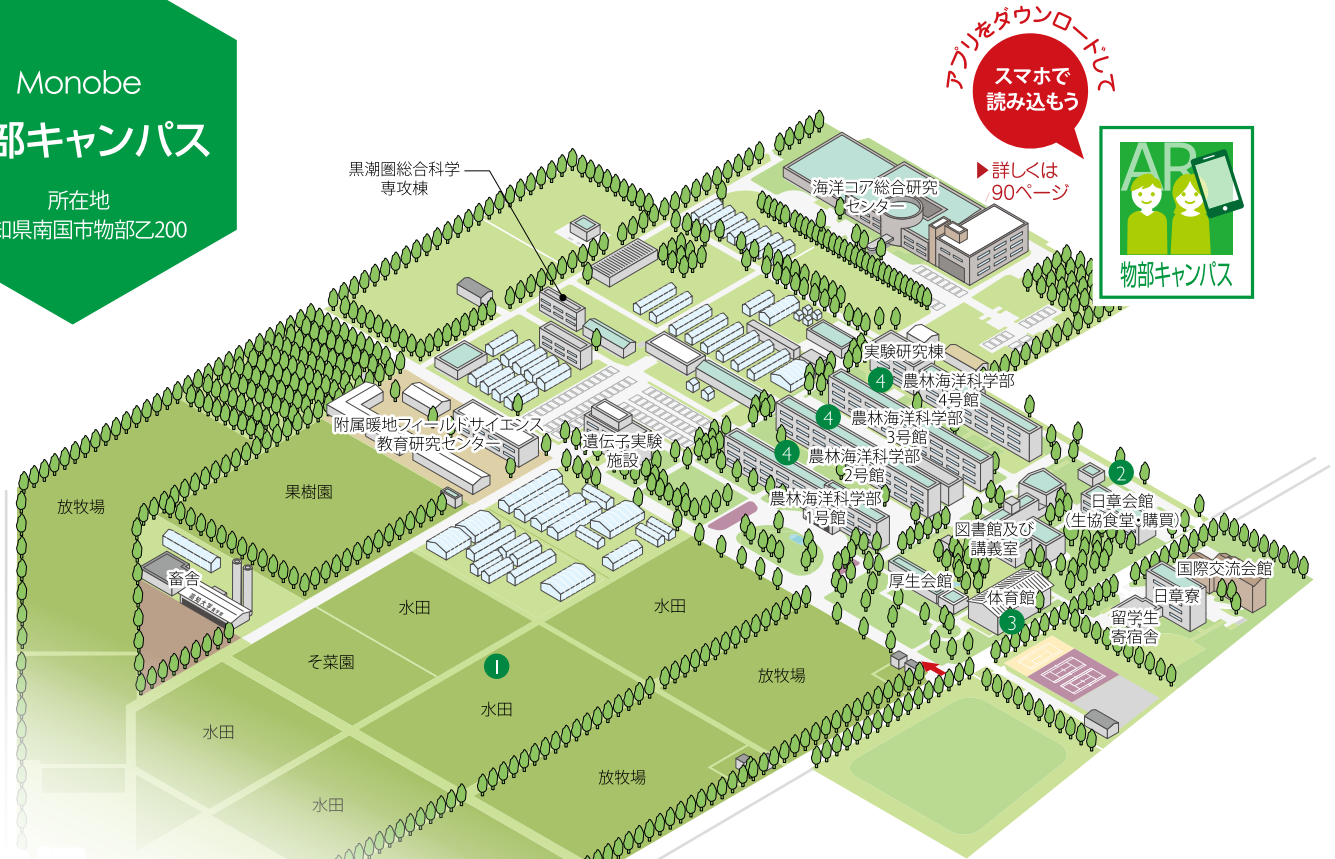 Monobe
部キャンパス
所在地
知県南国市物部乙200
アプリをダウンロードして
スマホで
読み込もう
▶詳しくは
90ページ
AR
物部キャンパス
黒潮圏総合科学
専攻棟
海洋コア総合研究
センター
実験研究棟
4
農林海洋科学部
4号館
4
農林海洋科学部
3号館
4
農林海洋科学部
2号館
農林海洋科学部
1号館
附属暖地フィールドサイエンス
教育研究センター
遺伝子実験
施設
2
日章会館
(生協食堂・購買)
図書館及び
講義室
国際交流会館
厚生会館
体育館
3
日章寮
留学生
寄宿舎
放牧場
果樹園
畜舎
水田
水田
そ菜園
1
水田
放牧場
水田
放牧場
水田